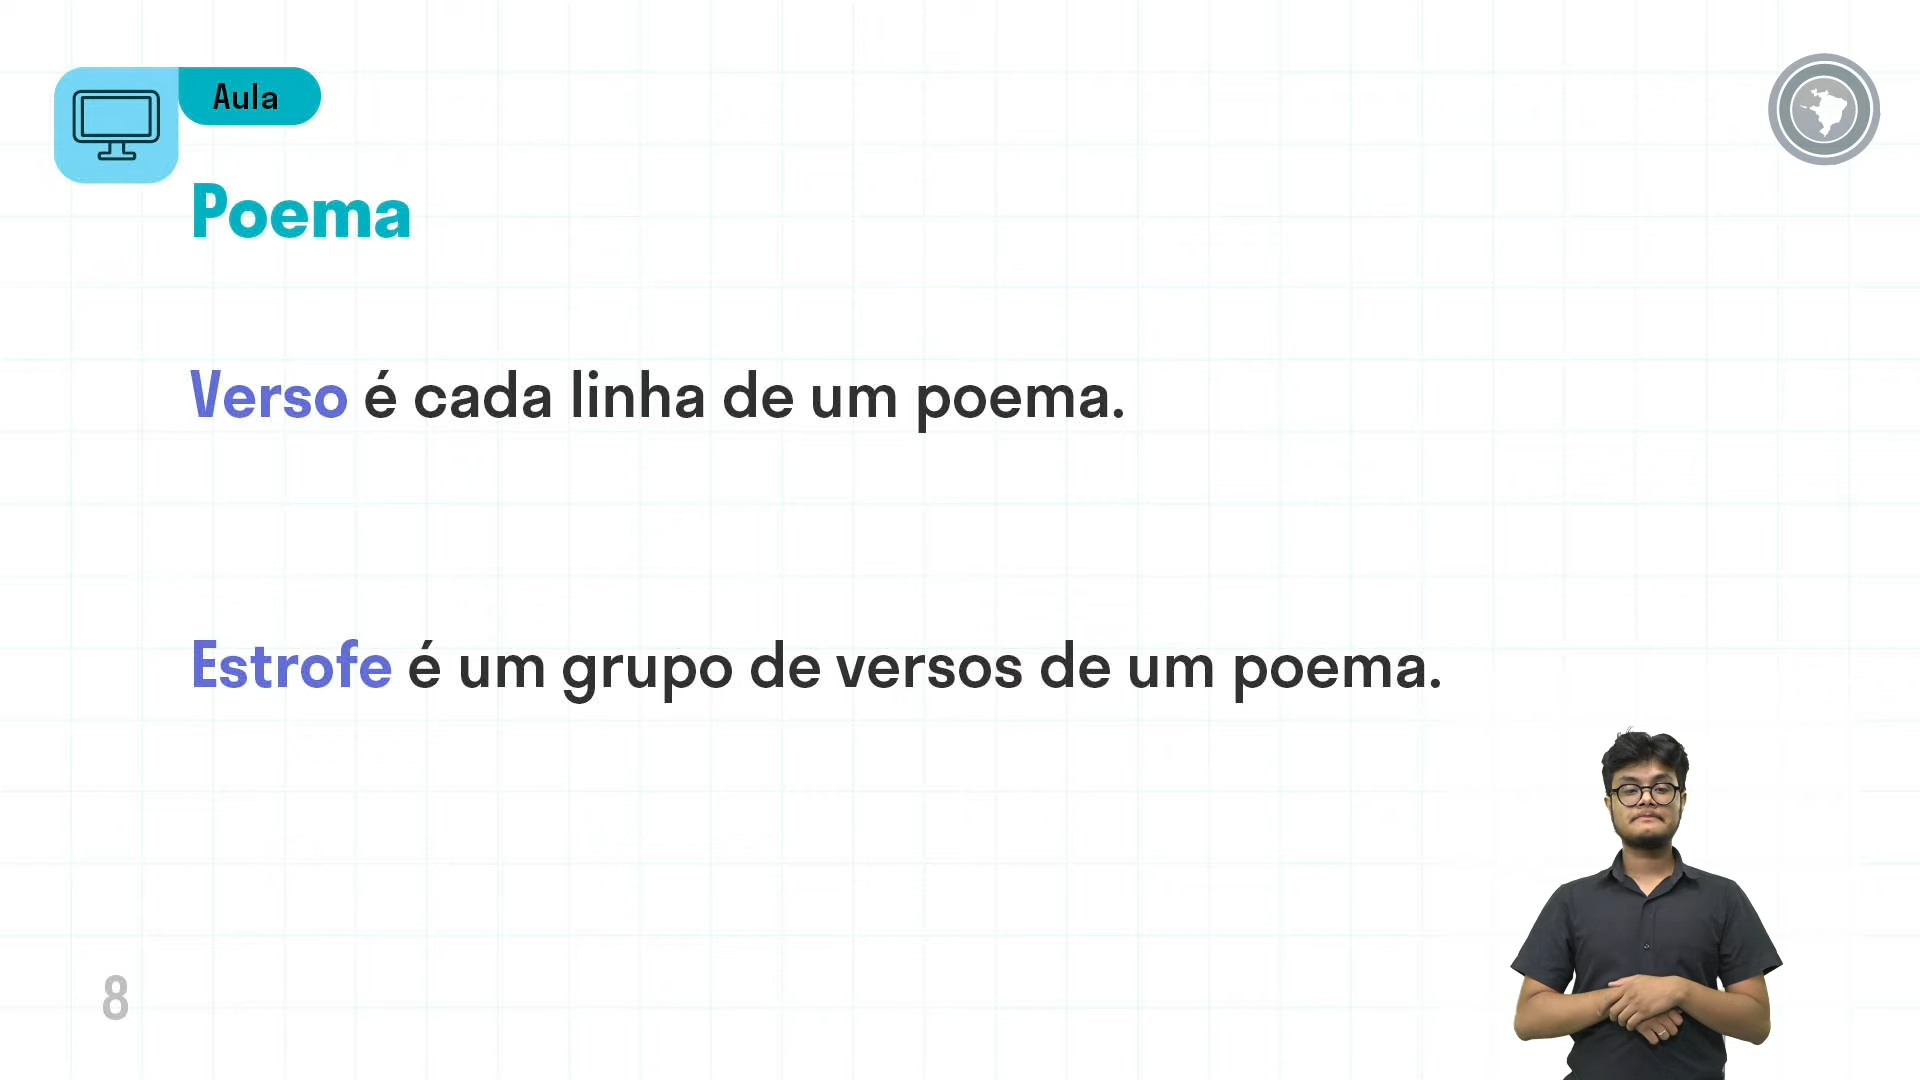 Aula
Poema
Verso é cada linha de um poema.
Estrofe é um grupo de versos de um poema.
8